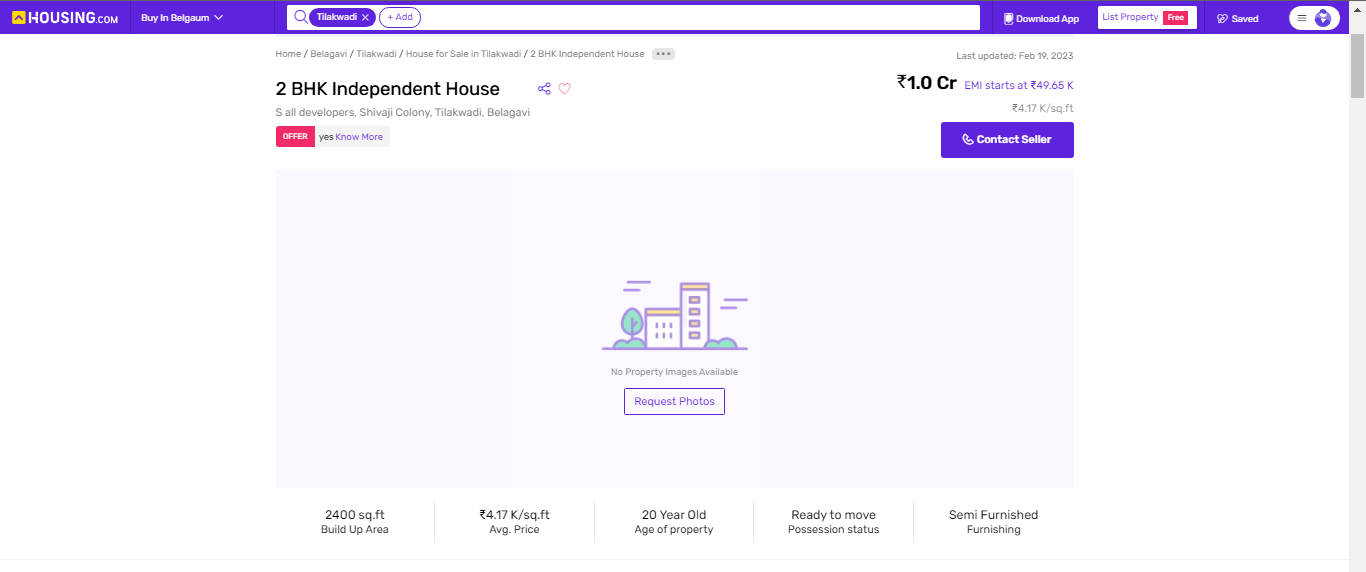 HOUSING.COM Buy In Belgaum Tilakwadi + Add Download App List Property Free Saved
Home / Belagavi / Tilakwadi / House for Sale in Tilakwadi / 2 BHK Independent House
Last updated: Feb 19, 2023
2 BHK Independent House
₹1.0 Cr EMI starts at ₹49.65 K
S all developers, Shivaji Colony, Tilakwadi, Belagavi
₹4.17 K/sq.ft
OFFER yes Know More
Contact Seller
No Property Images Available
Request Photos
2400 sq.ft ₹4.17 K/sq.ft 20 Year Old Ready to move Semi Furnished
Build Up Area Avg. Price Age of property Possession status Furnishing